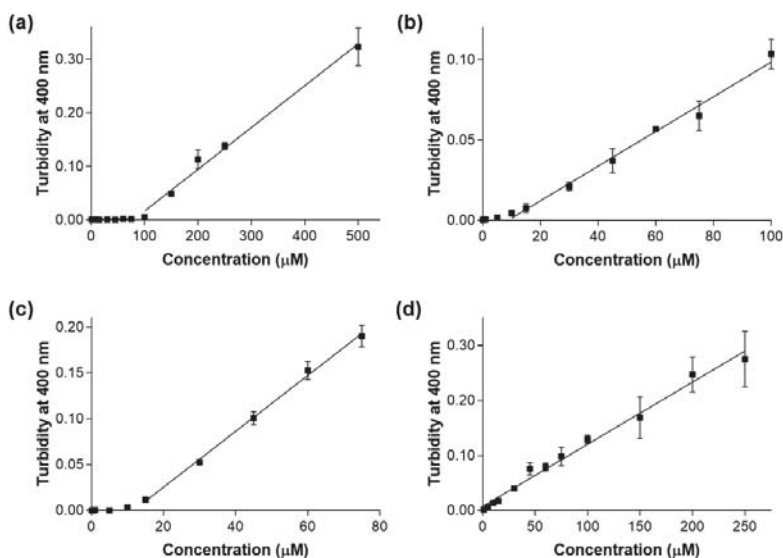 (a)
Turbidity at 400 nm
0.30
0.20
0.10
0.00
0 100 200 300 400 500
Concentration (μM)
(b)
Turbidity at 400 nm
0.10
0.05
0.00
0 20 40 60 80 100
Concentration (μM)
(c)
Turbidity at 400 nm
0.20
0.15
0.10
0.05
0.00
0 20 40 60 80
Concentration (μM)
(d)
Turbidity at 400 nm
0.30
0.20
0.10
0.00
0 50 100 150 200 250
Concentration (μM)